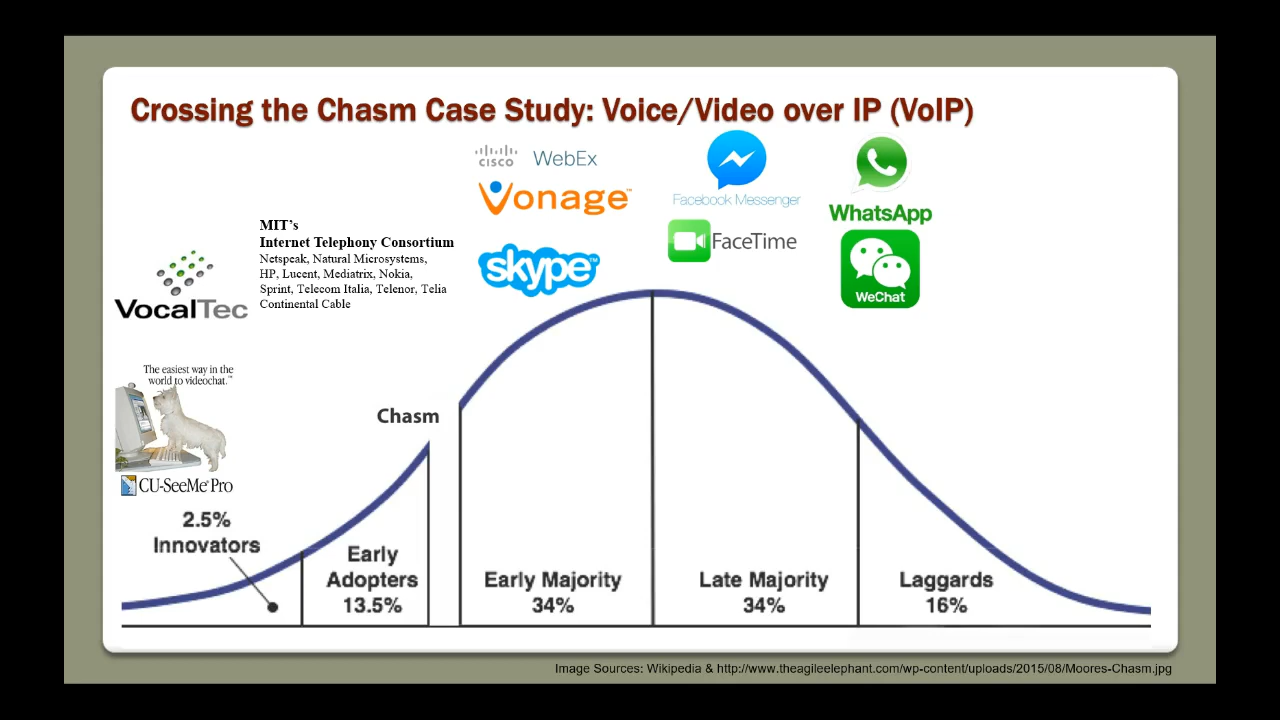 Crossing the Chasm Case Study: Voice/Video over IP (VoIP)
CISCO WebEx
Vonage™
skype™
Facebook Messenger
FaceTime
WhatsApp
WeChat
MIT's
Internet Telephony Consortium
Netspeak, Natural Microsystems,
HP, Lucent, Mediatrix, Nokia,
Sprint, Telecom Italia, Telenor, Telia
Continental Cable
VocalTec
The easiest way in the
world to videochat.™
CU-SeeMe Pro
Chasm
2.5%
Innovators
Early
Adopters
13.5%
Early Majority
34%
Late Majority
34%
Laggards
16%
Image Sources: Wikipedia & http://www.theagileelephant.com/wp-content/uploads/2015/08/Moores-Chasm.jpg